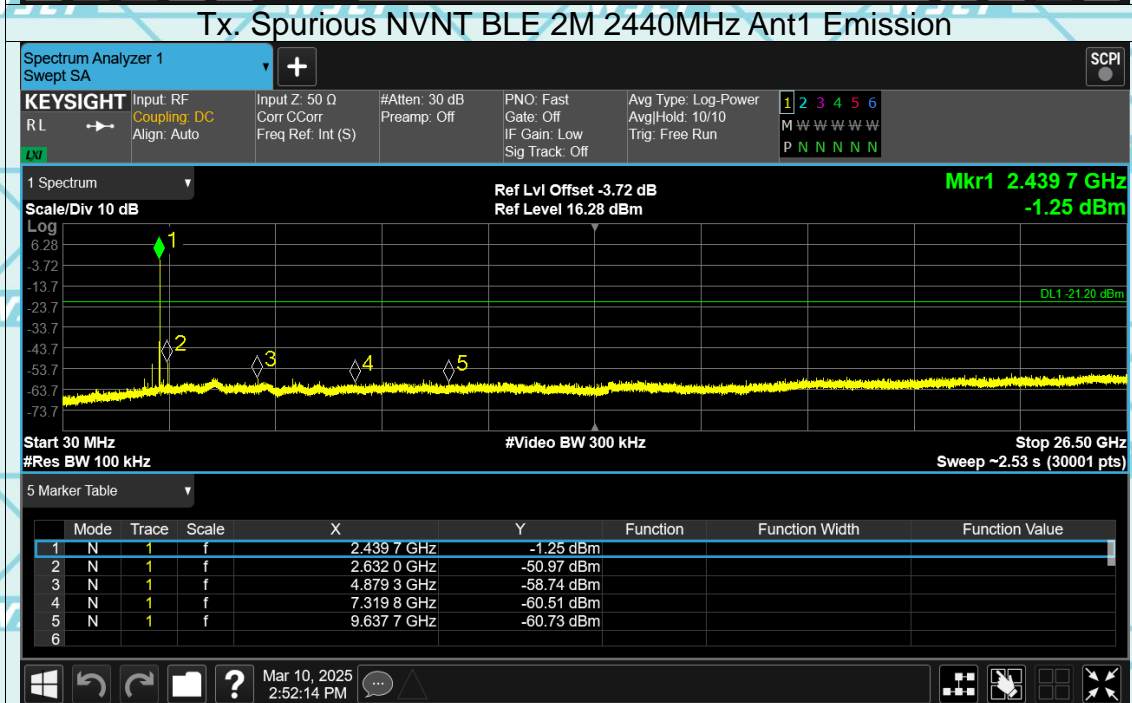 Tx. Spurious NVNT BLE 2M 2440MHz Ant1 Emission
Spectrum Analyzer 1
Swept SA
+
SCPI
KEYSIGHT
RL
LXI
Input: RF
Coupling: DC
Align: Auto
Input Z: 50 Ω
Corr CCorr
Freq Ref: Int (S)
#Atten: 30 dB
Preamp: Off
PNO: Fast
Gate: Off
IF Gain: Low
Sig Track: Off
Avg Type: Log-Power
Avg|Hold: 10/10
Trig: Free Run
1 2 3 4 5 6
M W W W W W
P N N N N N
1 Spectrum
Scale/Div 10 dB
Ref Lvl Offset -3.72 dB
Ref Level 16.28 dBm
Mkr1 2.439 7 GHz
-1.25 dBm
Log
6.28
-3.72
-13.7
-23.7
-33.7
-43.7
-53.7
-63.7
-73.7
1
2
3
4
5
DL1 -21.20 dBm
Start 30 MHz
#Video BW 300 kHz
Stop 26.50 GHz
#Res BW 100 kHz
Sweep ~2.53 s (30001 pts)
5 Marker Table
Mode Trace Scale X Y Function Function Width Function Value
1 N 1 f 2.439 7 GHz -1.25 dBm
2 N 1 f 2.632 0 GHz -50.97 dBm
3 N 1 f 4.879 3 GHz -58.74 dBm
4 N 1 f 7.319 8 GHz -60.51 dBm
5 N 1 f 9.637 7 GHz -60.73 dBm
6
?
Mar 10, 2025
2:52:14 PM